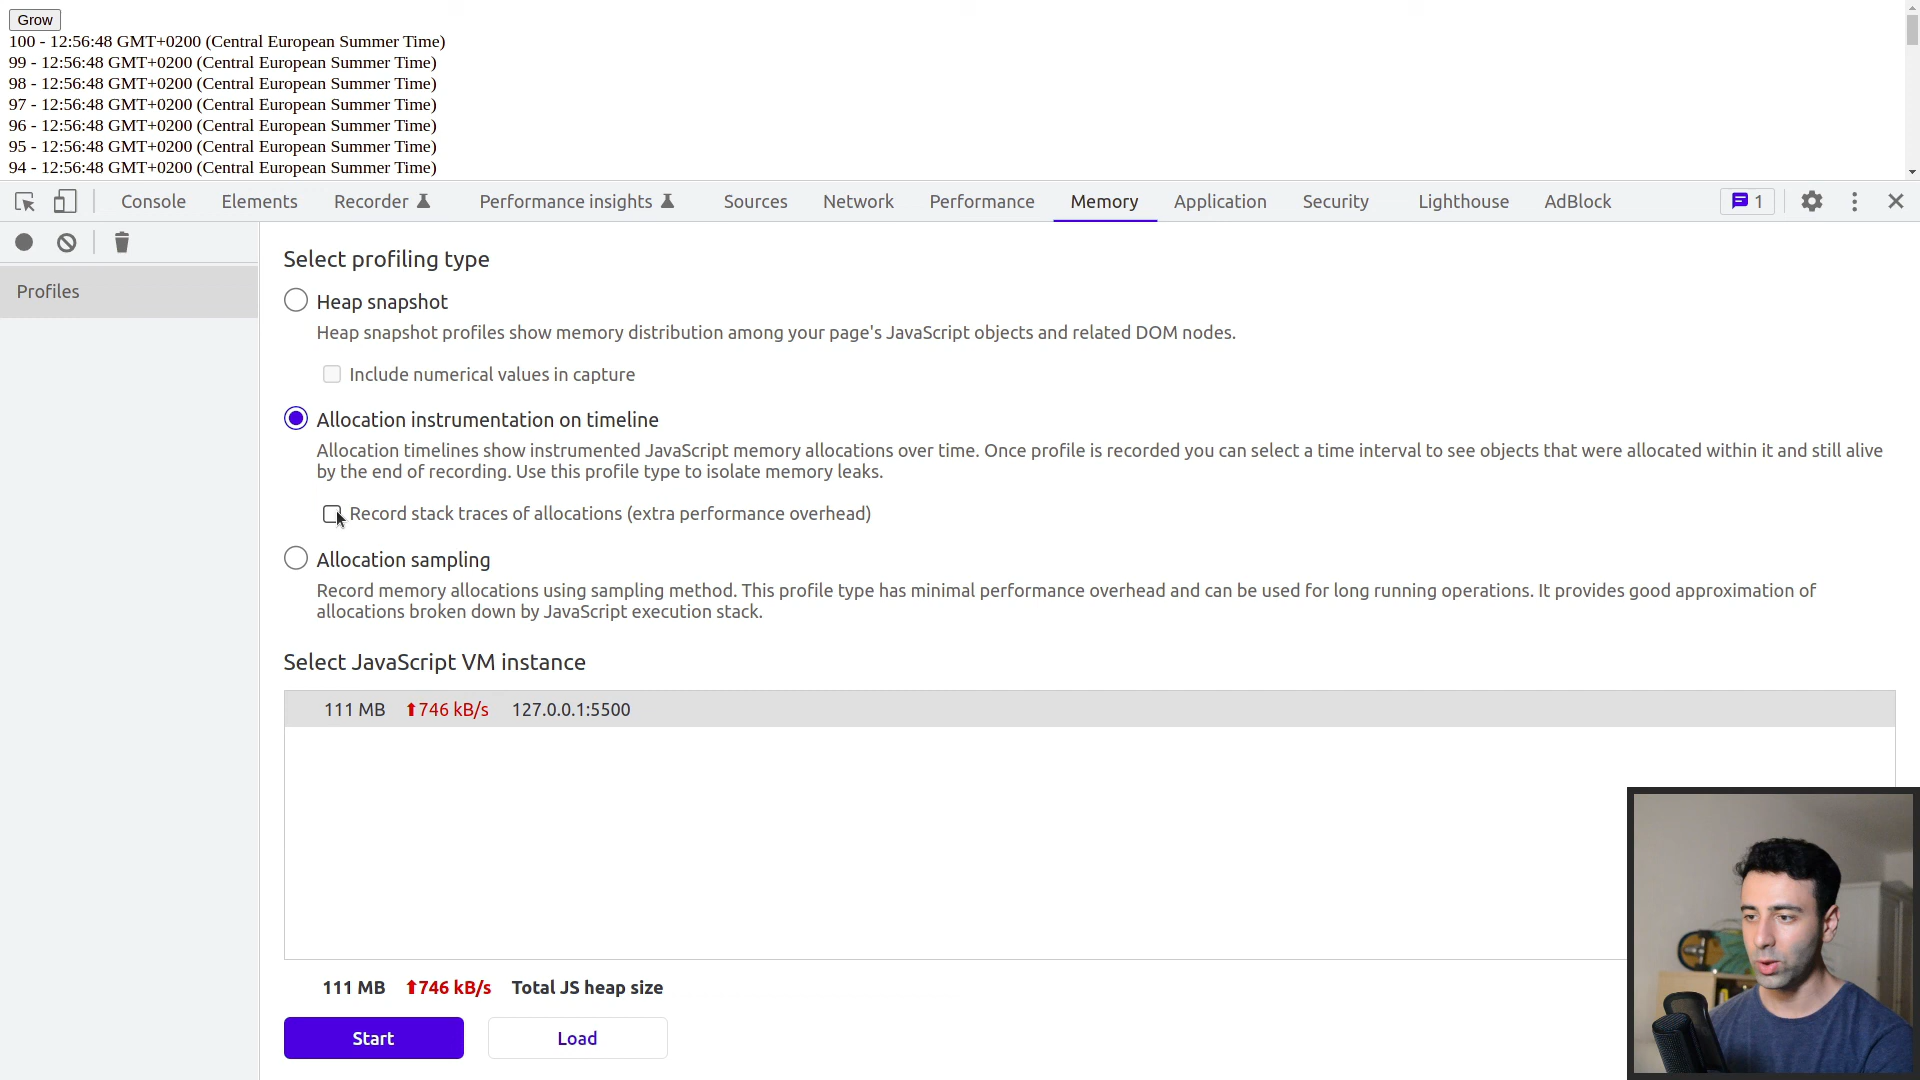 Grow
100 - 12:56:48 GMT+0200 (Central European Summer Time)
99 - 12:56:48 GMT+0200 (Central European Summer Time)
98 - 12:56:48 GMT+0200 (Central European Summer Time)
97 - 12:56:48 GMT+0200 (Central European Summer Time)
96 - 12:56:48 GMT+0200 (Central European Summer Time)
95 - 12:56:48 GMT+0200 (Central European Summer Time)
94 - 12:56:48 GMT+0200 (Central European Summer Time)
Console Elements Recorder Performance insights Sources Network Performance Memory Application Security Lighthouse AdBlock 1
Profiles
Select profiling type
Heap snapshot
Heap snapshot profiles show memory distribution among your page's JavaScript objects and related DOM nodes.
Include numerical values in capture
Allocation instrumentation on timeline
Allocation timelines show instrumented JavaScript memory allocations over time. Once profile is recorded you can select a time interval to see objects that were allocated within it and still alive
by the end of recording. Use this profile type to isolate memory leaks.
Record stack traces of allocations (extra performance overhead)
Allocation sampling
Record memory allocations using sampling method. This profile type has minimal performance overhead and can be used for long running operations. It provides good approximation of
allocations broken down by JavaScript execution stack.
Select JavaScript VM instance
111 MB ⬆746 kB/s 127.0.0.1:5500
111 MB ⬆746 kB/s Total JS heap size
Start Load